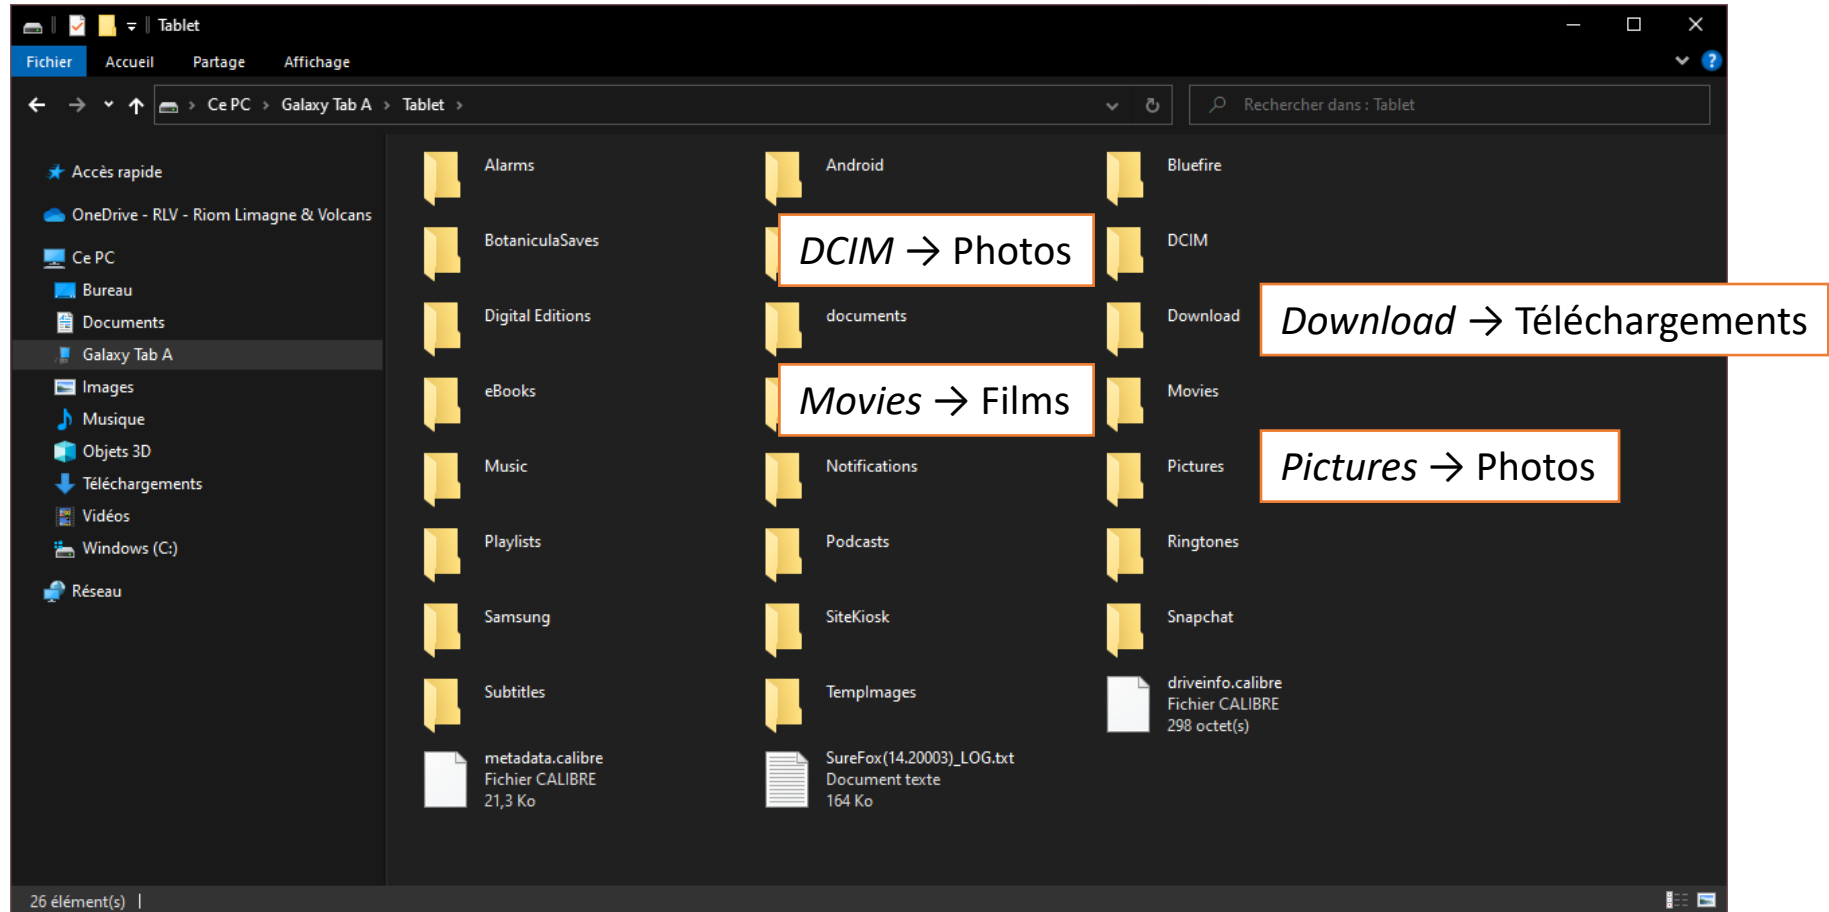 Tablet
Fichier Accueil Partage Affichage
Ce PC > Galaxy Tab A > Tablet >
Rechercher dans : Tablet
Accès rapide
OneDrive - RLV - Riom Limagne & Volcans
Ce PC
Bureau
Documents
Galaxy Tab A
Images
Musique
Objets 3D
Téléchargements
Vidéos
Windows (C:)
Réseau
Alarms
Android
Bluefire
BotaniculaSaves
DCIM → Photos
DCIM
Digital Editions
documents
Download
Download → Téléchargements
eBooks
Movies → Films
Movies
Music
Notifications
Pictures
Pictures → Photos
Playlists
Podcasts
Ringtones
Samsung
SiteKiosk
Snapchat
Subtitles
TempImages
driveinfo.calibre
Fichier CALIBRE
298 octet(s)
metadata.calibre
Fichier CALIBRE
21,3 Ko
SureFox(14.20003)_LOG.txt
Document texte
164 Ko
26 élément(s)